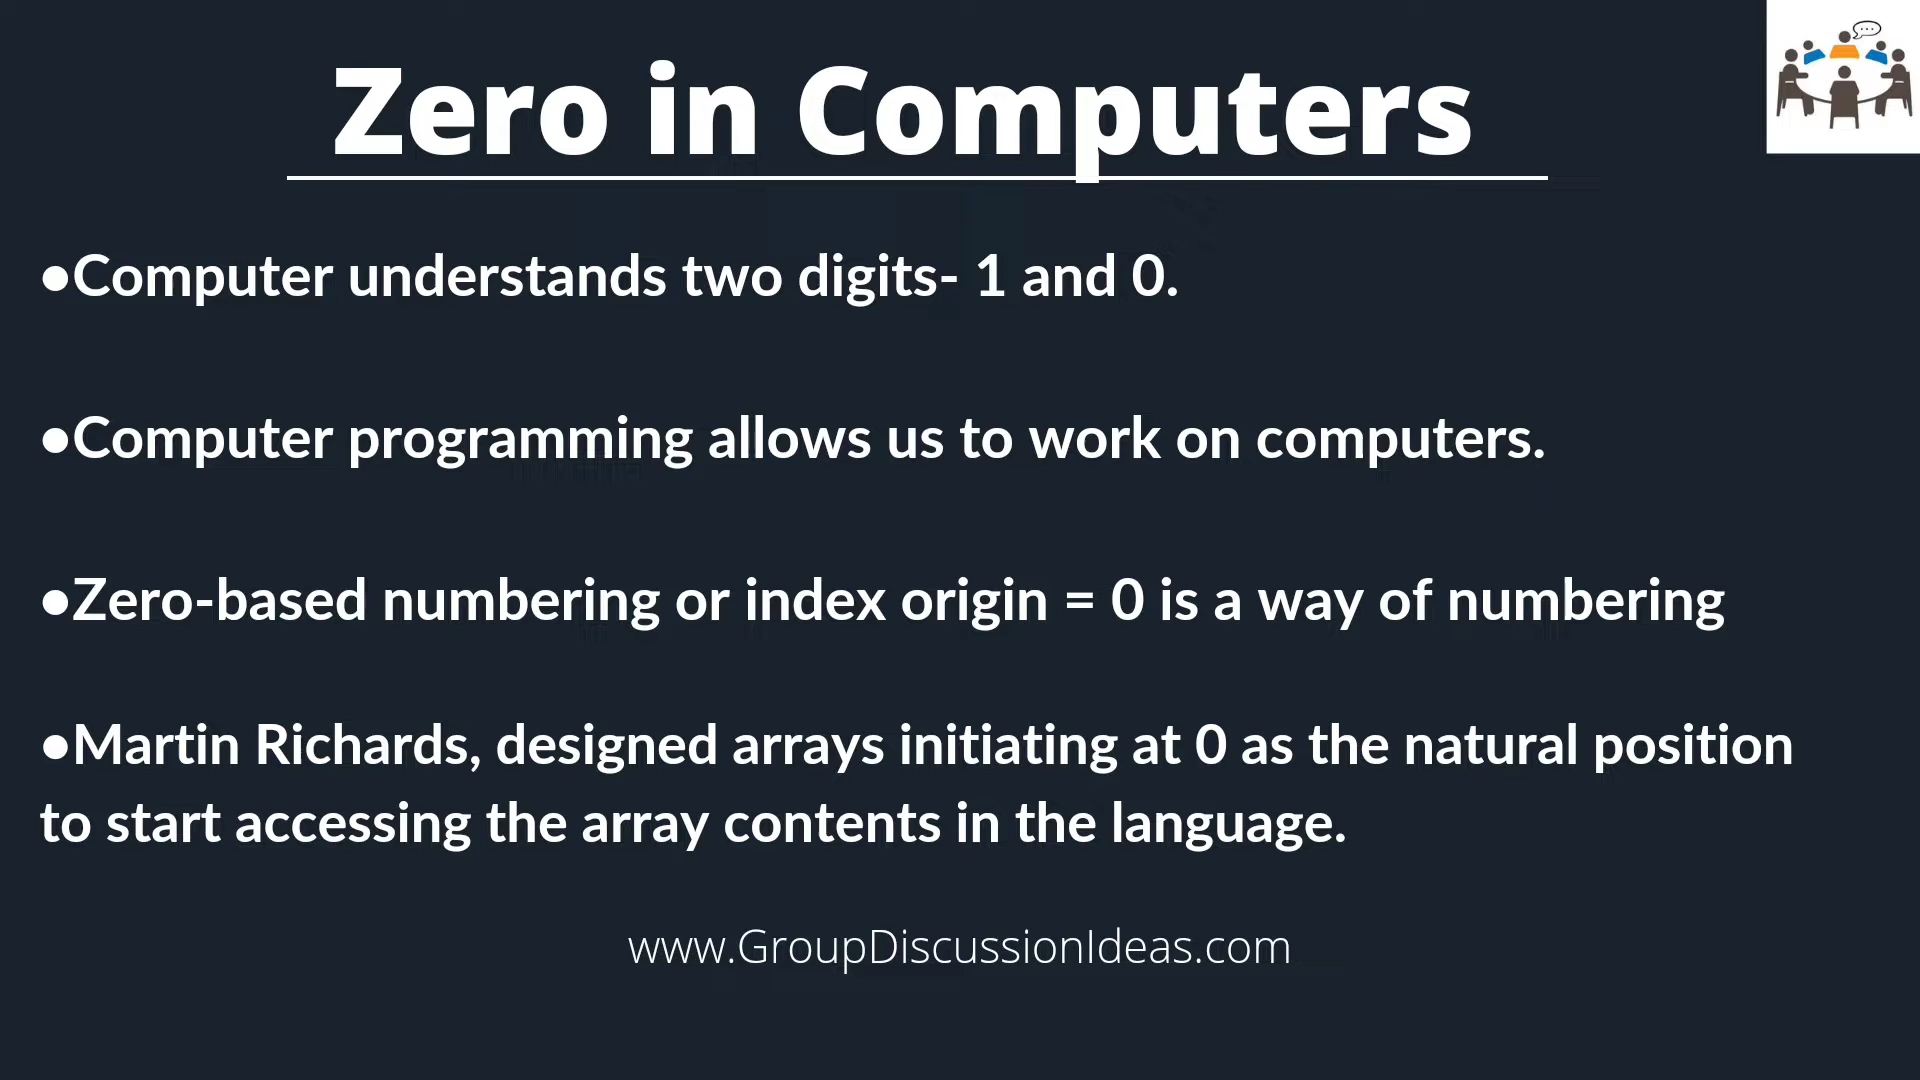 Zero in Computers
●Computer understands two digits- 1 and 0.
●Computer programming allows us to work on computers.
●Zero-based numbering or index origin = 0 is a way of numbering
●Martin Richards, designed arrays initiating at 0 as the natural position
to start accessing the array contents in the language.
www.GroupDiscussionIdeas.com